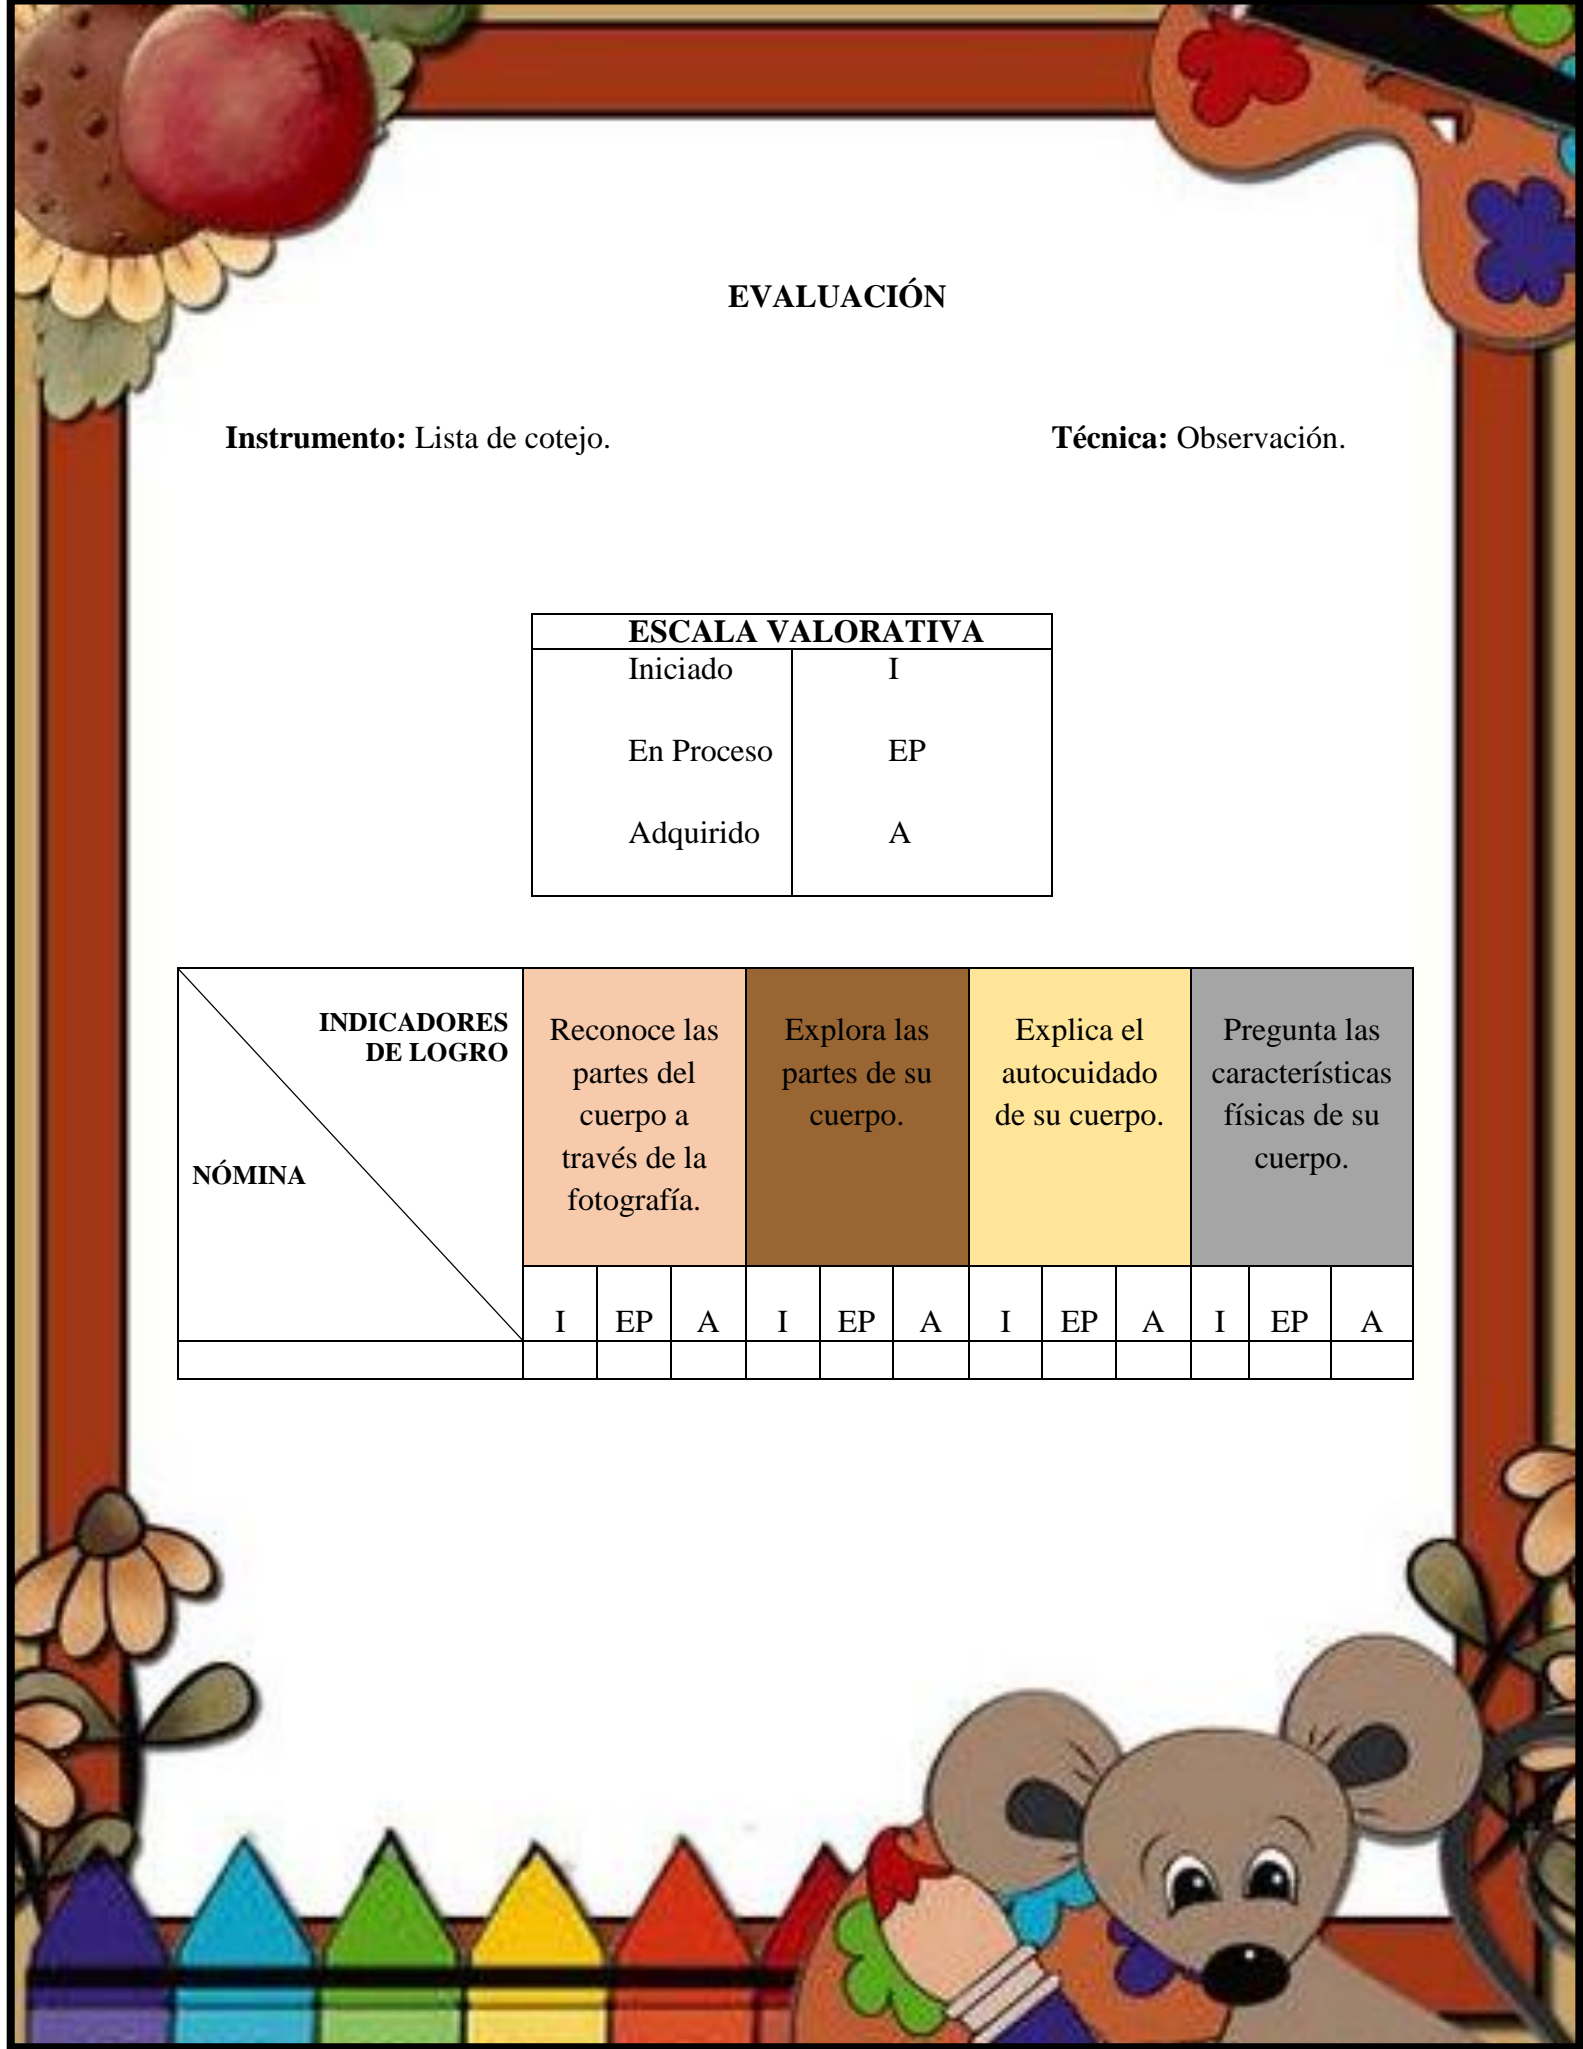 EVALUACIÓN
Instrumento: Lista de cotejo. Técnica: Observación.
ESCALA VALORATIVA
Iniciado I
En Proceso EP
Adquirido A
INDICADORES
DE LOGRO
NÓMINA
Reconoce las
partes del
cuerpo a
través de la
fotografía.
Explora las
partes de su
cuerpo.
Explica el
autocuidado
de su cuerpo.
Pregunta las
características
físicas de su
cuerpo.
I EP A I EP A I EP A I EP A